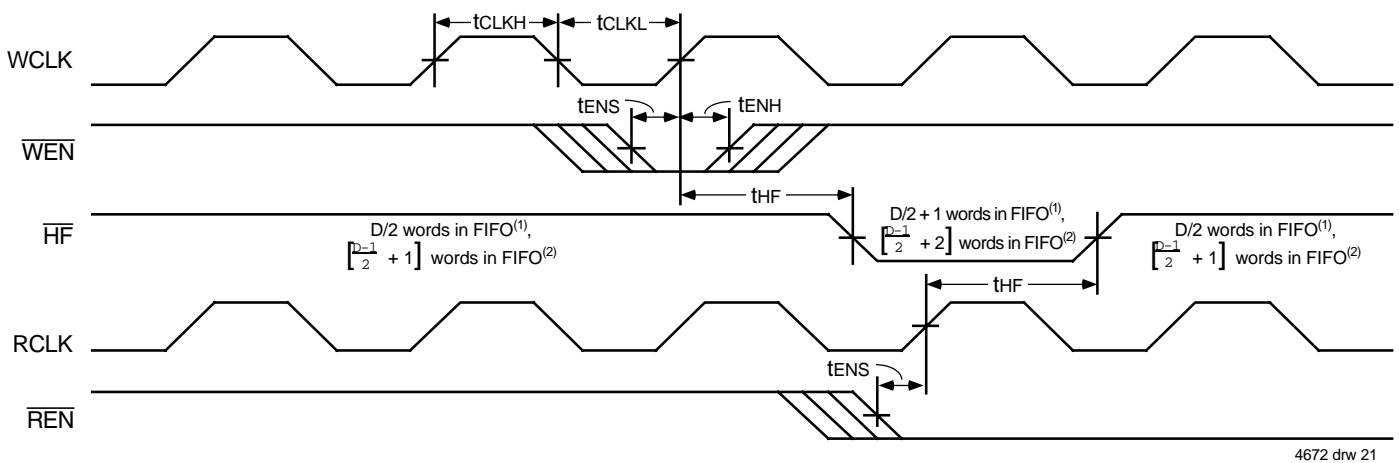 tCLKH
tCLKL
WCLK
tENS
tENH
WEN
tHF
HF
D/2 words in FIFO(1),
[D-1/2 + 1] words in FIFO(2)
D/2 + 1 words in FIFO(1),
[D-1/2 + 2] words in FIFO(2)
D/2 words in FIFO(1),
[D-1/2 + 1] words in FIFO(2)
tHF
RCLK
tENS
REN
4672 drw 21